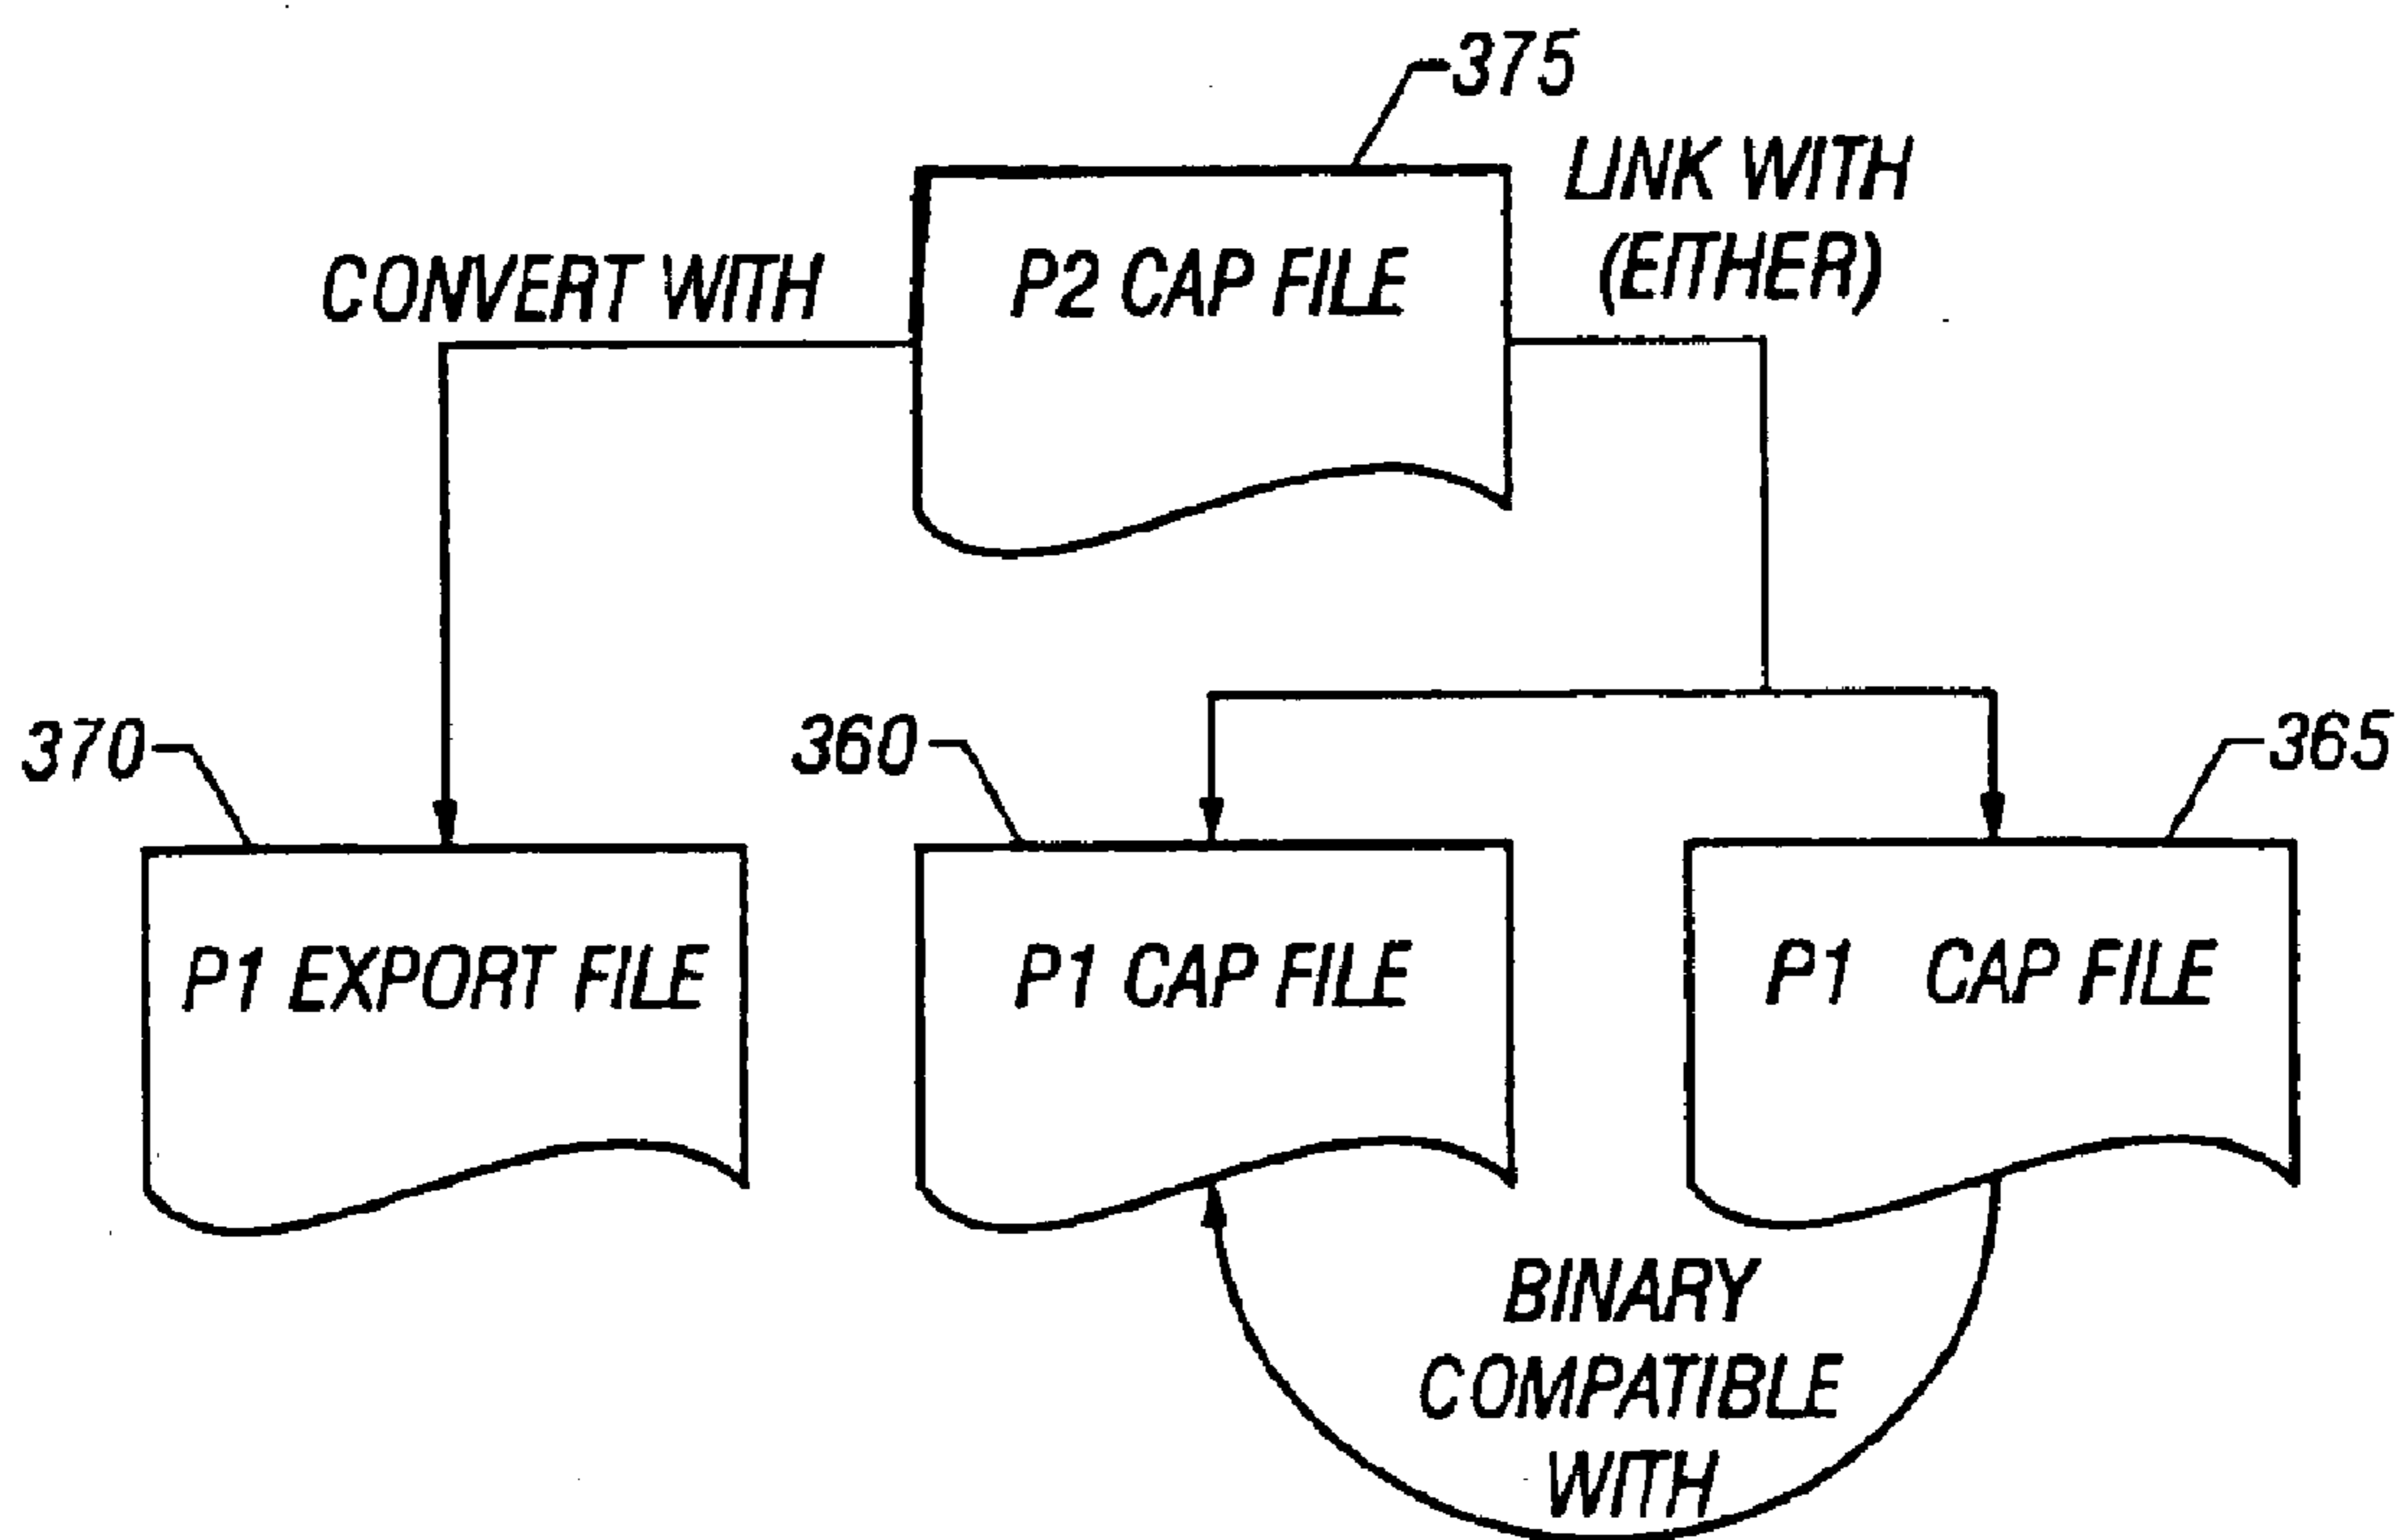 375
LINK WITH
(EITHER)
CONVERT WITH
P2 CAP FILE
370
360
365
P1 EXPORT FILE
P1 CAP FILE
P1 CAP FILE
BINARY
COMPATIBLE
WITH